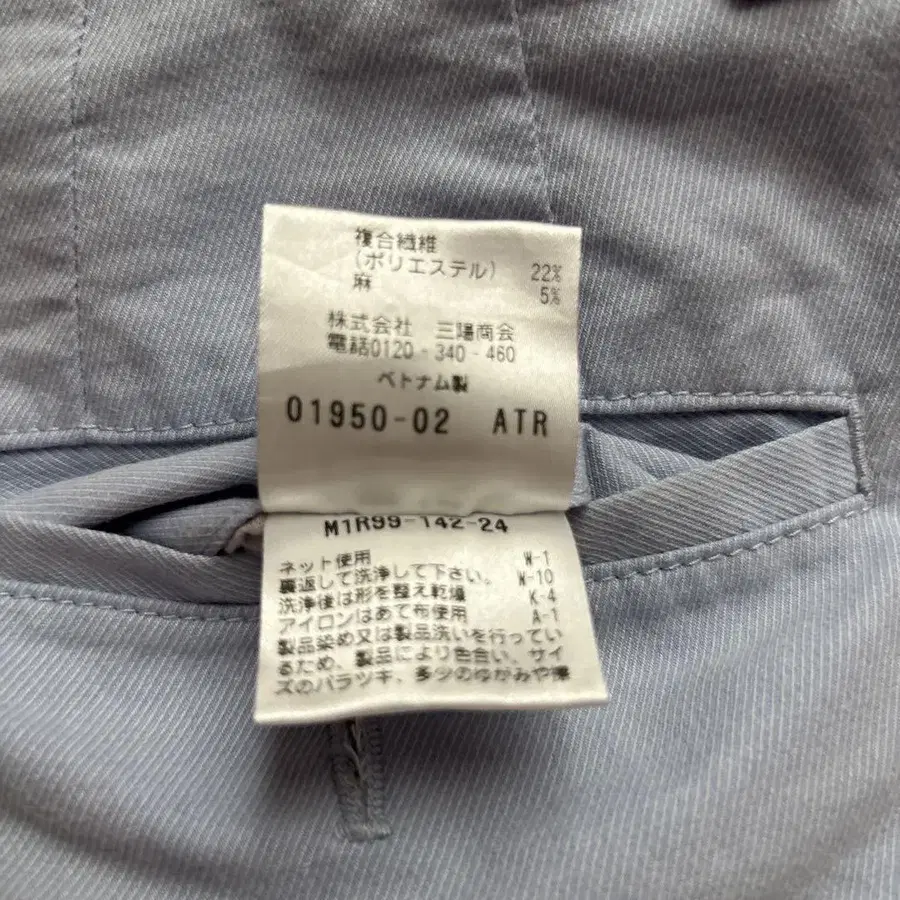 複合繊維
(ポリエステル) 22%
麻 5%
株式会社 三陽商会
電話0120-340-460
ベトナム製
01950-02 ATR
M1R99-142-24
ネット使用 W-1
裏返して洗浄して下さい。 W-10
洗浄後は形を整え乾燥 K-4
アイロンはあて布使用 A-1
製品染め又は製品洗いを行ってい
るため、製品により色合い、サイ
ズのバラツキ、多少のゆがみや擦